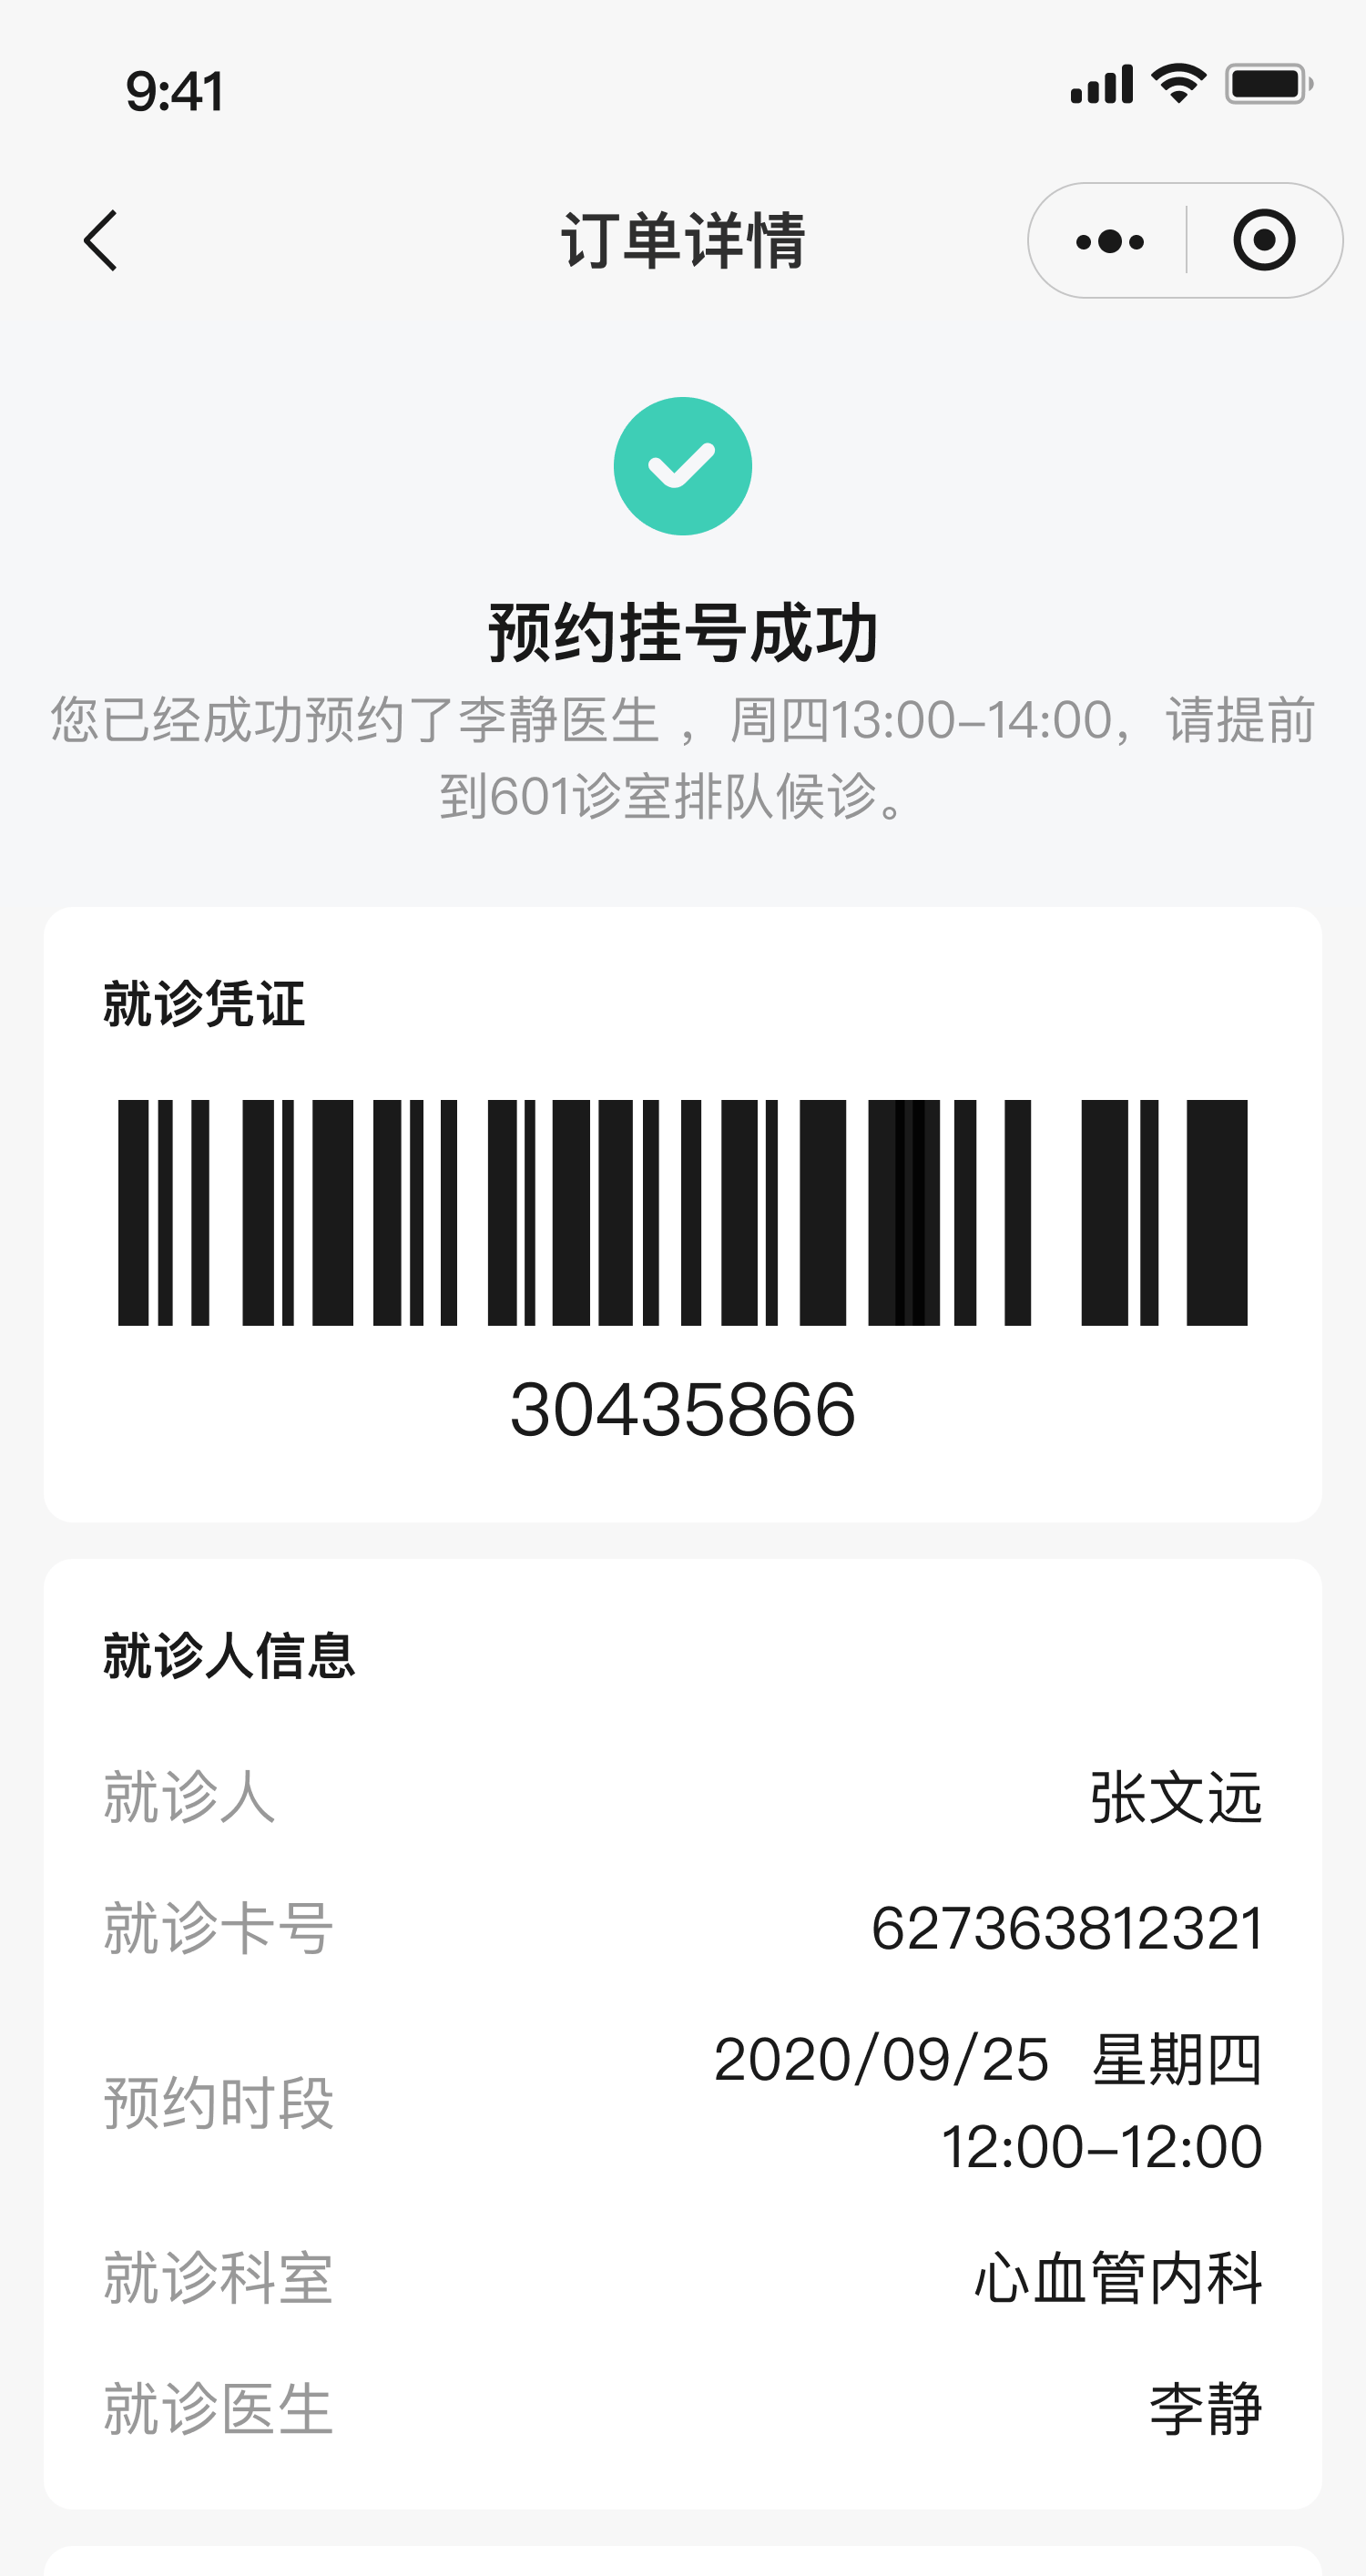 9:41
订单详情
预约挂号成功
您已经成功预约了李静医生 ，周四13:00-14:00，请提前
到601诊室排队候诊。
就诊凭证
30435866
就诊人信息
就诊人 张文远
就诊卡号 627363812321
预约时段 2020/09/25 星期四
12:00-12:00
就诊科室 心血管内科
就诊医生 李静